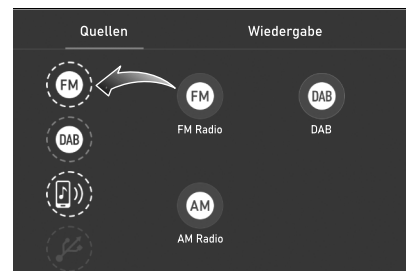 Quellen Wiedergabe
FM FM DAB
FM Radio DAB
DAB
AM
AM Radio